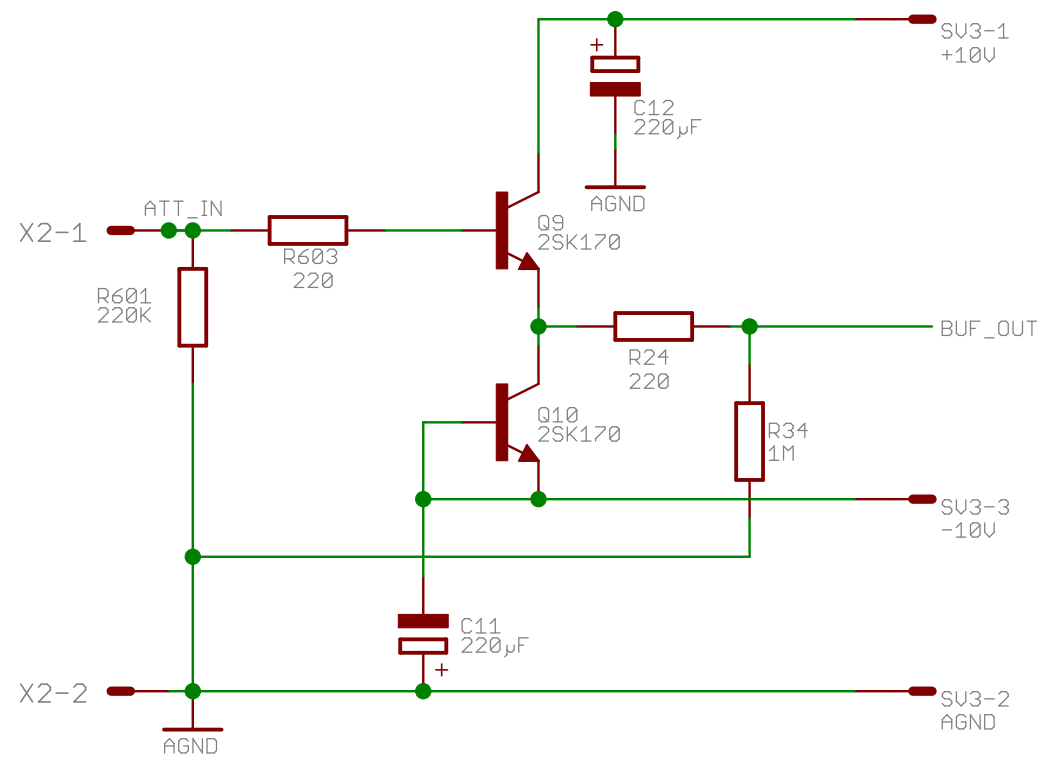 SV3-1
+10V
+
C12
220µF
AGND
ATT_IN
X2-1
Q9
2SK170
R603
220
R601
220K
BUF_OUT
R24
220
Q10
2SK170
R34
1M
SV3-3
-10V
C11
220µF
+
X2-2
SV3-2
AGND
AGND